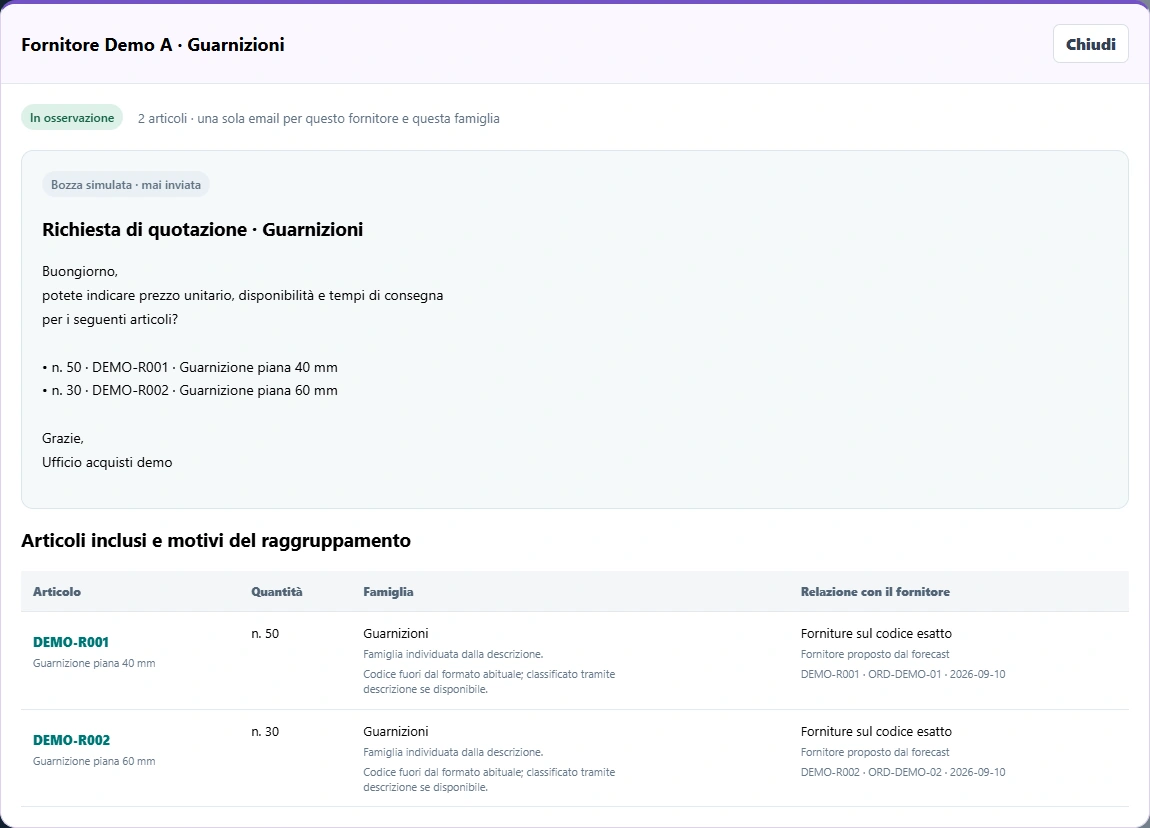 Fornitore Demo A · Guarnizioni
Chiudi
In osservazione
2 articoli · una sola email per questo fornitore e questa famiglia
Bozza simulata · mai inviata
Richiesta di quotazione · Guarnizioni
Buongiorno,
potete indicare prezzo unitario, disponibilità e tempi di consegna
per i seguenti articoli?
• n. 50 · DEMO-R001 · Guarnizione piana 40 mm
• n. 30 · DEMO-R002 · Guarnizione piana 60 mm
Grazie,
Ufficio acquisti demo
Articoli inclusi e motivi del raggruppamento
Articolo Quantità Famiglia Relazione con il fornitore
DEMO-R001
Guarnizione piana 40 mm
n. 50
Guarnizioni
Famiglia individuata dalla descrizione.
Codice fuori dal formato abituale; classificato tramite
descrizione se disponibile.
Forniture sul codice esatto
Fornitore proposto dal forecast
DEMO-R001 · ORD-DEMO-01 · 2026-09-10
DEMO-R002
Guarnizione piana 60 mm
n. 30
Guarnizioni
Famiglia individuata dalla descrizione.
Codice fuori dal formato abituale; classificato tramite
descrizione se disponibile.
Forniture sul codice esatto
Fornitore proposto dal forecast
DEMO-R002 · ORD-DEMO-02 · 2026-09-10